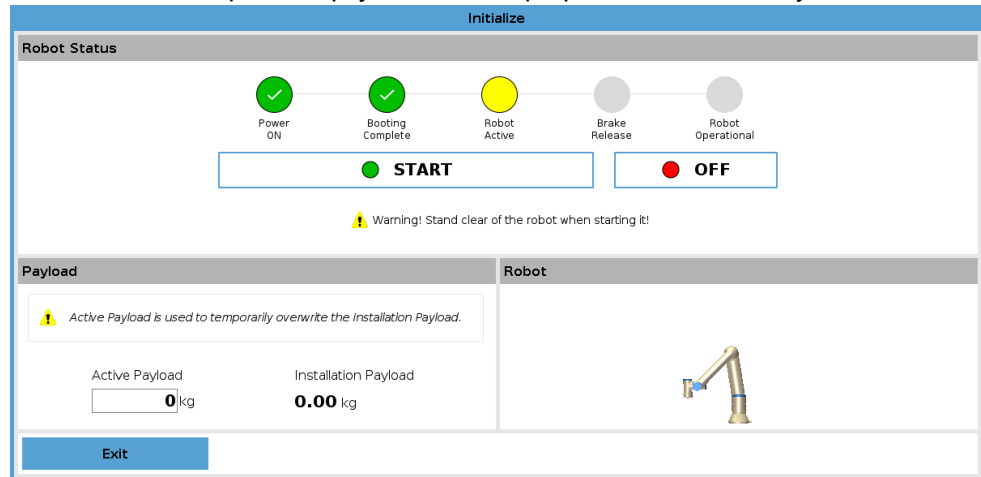 Initialize
Robot Status
Power
ON
Booting
Complete
Robot
Active
Brake
Release
Robot
Operational
START
OFF
Warning! Stand clear of the robot when starting it!
Payload
Robot
Active Payload is used to temporarily overwrite the Installation Payload.
Active Payload
Installation Payload
0 kg
0.00 kg
Exit